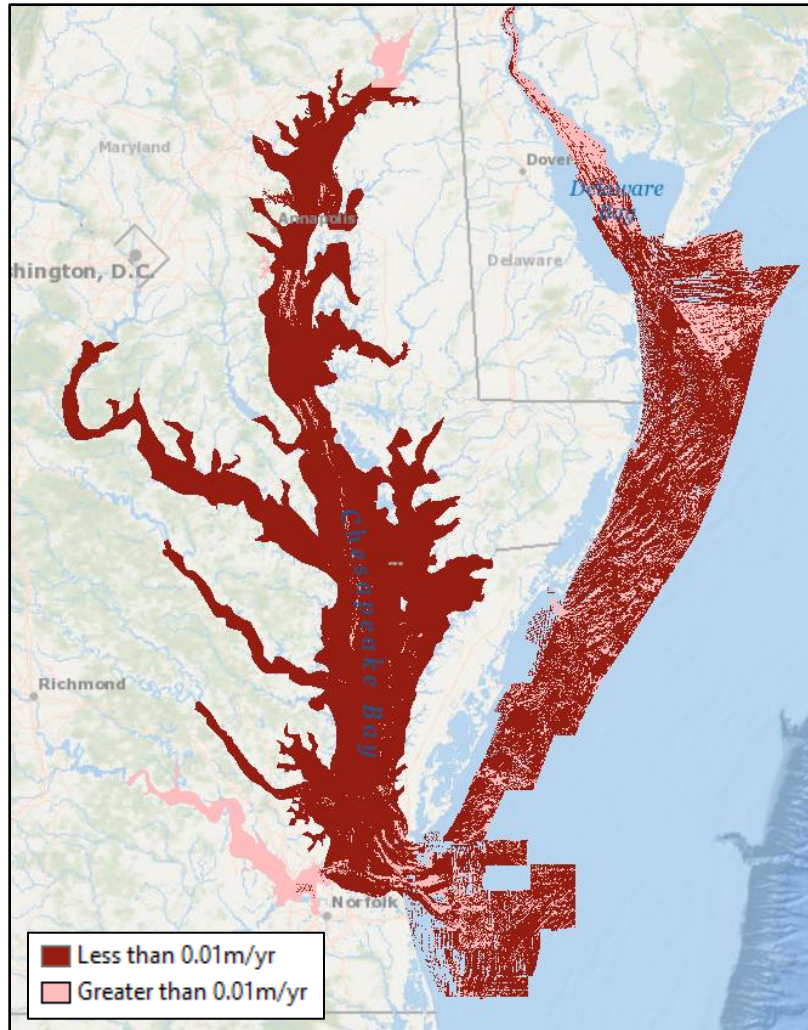 Maryland
Dover
Delaware
Bay
Annapolis
shington, D.C.
Delaware
Chesapeake Bay
Richmond
Norfolk
Less than 0.01m/yr
Greater than 0.01m/yr